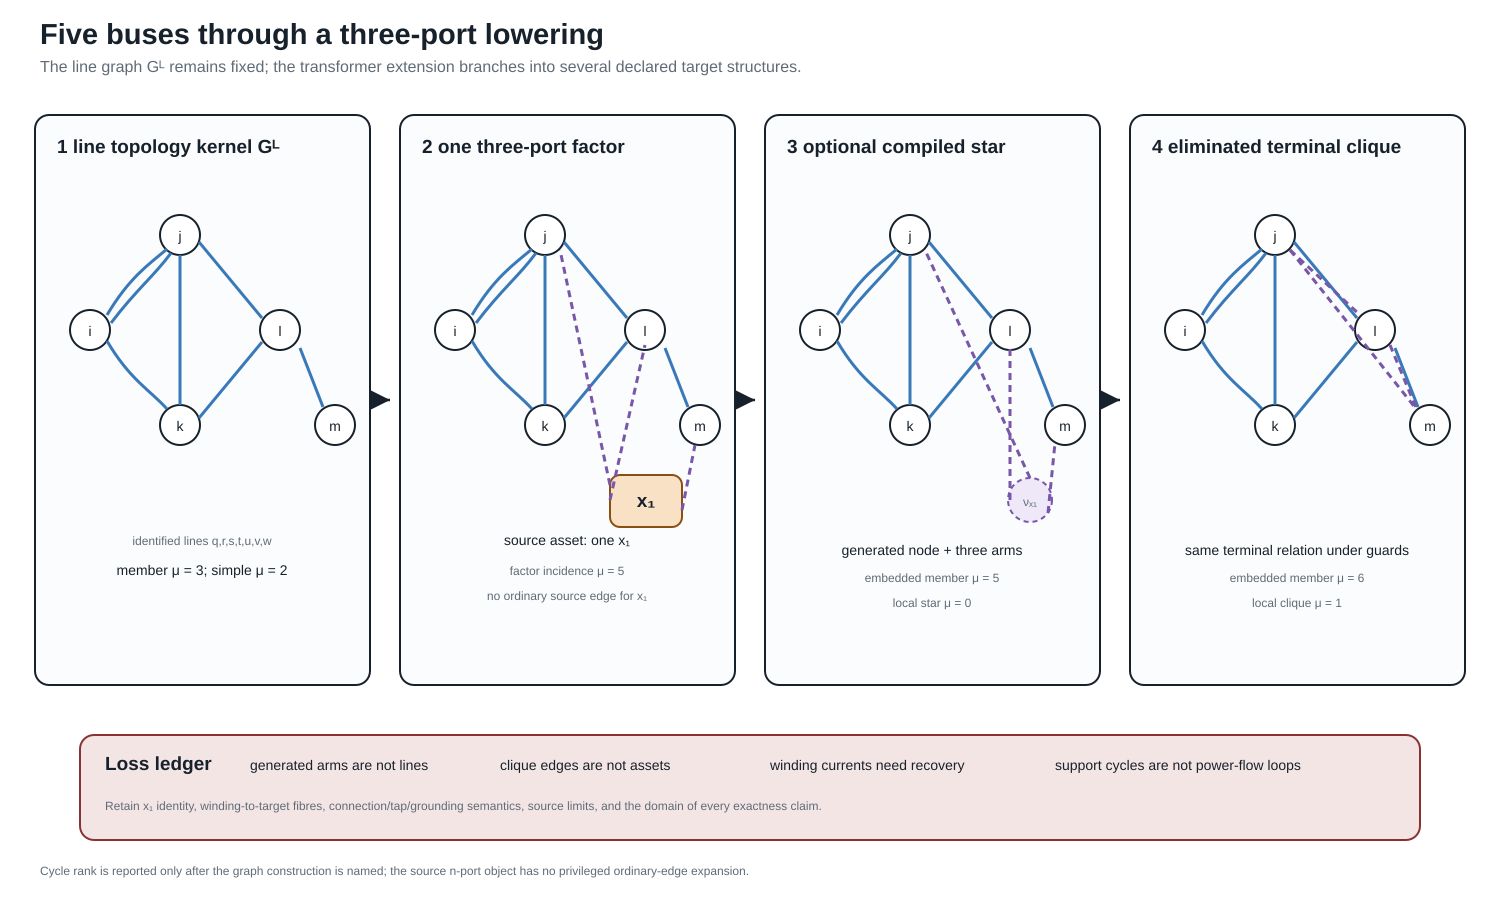 Five buses through a three-port lowering
The line graph Gᴸ remains fixed; the transformer extension branches into several declared target structures.
1 line topology kernel Gᴸ
j
i
l
k
m
identified lines q,r,s,t,u,v,w
member μ = 3; simple μ = 2
2 one three-port factor
j
i
l
k
m
x₁
source asset: one x₁
factor incidence μ = 5
no ordinary source edge for x₁
3 optional compiled star
j
i
l
k
m
νₓ₁
generated node + three arms
embedded member μ = 5
local star μ = 0
4 eliminated terminal clique
j
i
l
k
m
same terminal relation under guards
embedded member μ = 6
local clique μ = 1
Loss ledger generated arms are not lines clique edges are not assets winding currents need recovery support cycles are not power-flow loops
Retain x₁ identity, winding-to-target fibres, connection/tap/grounding semantics, source limits, and the domain of every exactness claim.
Cycle rank is reported only after the graph construction is named; the source n-port object has no privileged ordinary-edge expansion.